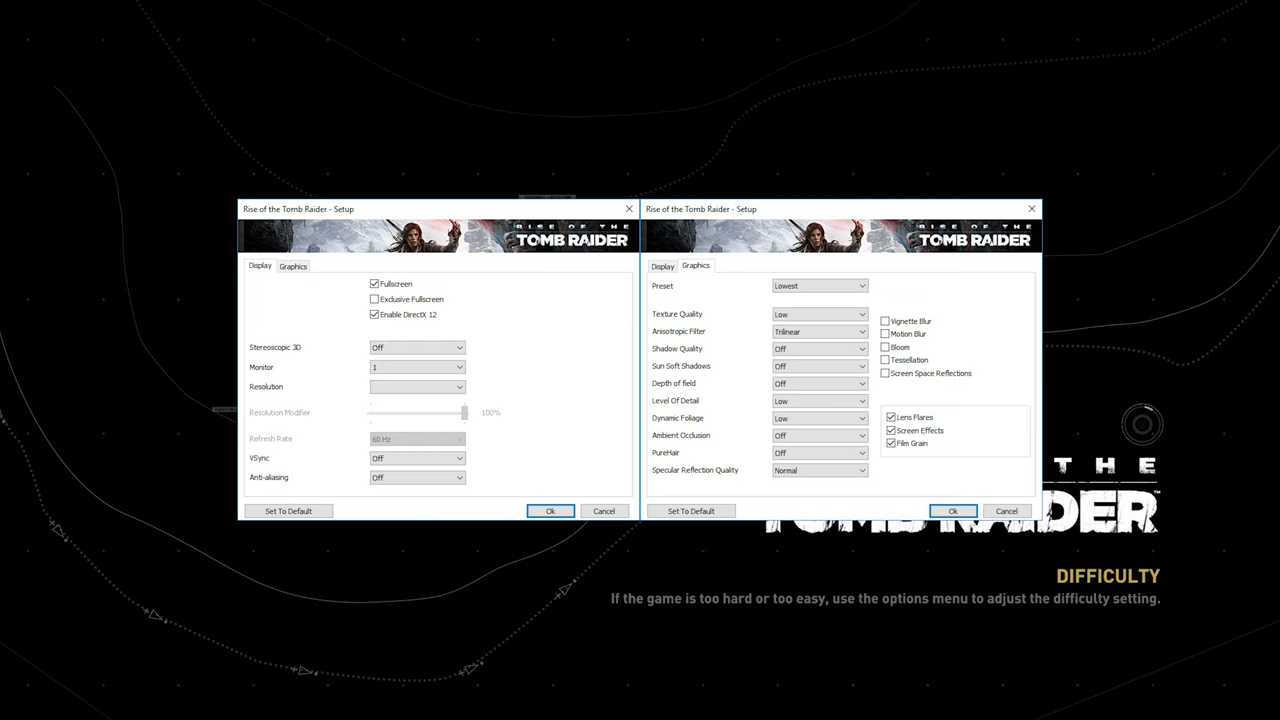 Rise of the Tomb Raider - Setup
RISE OF THE
TOMB RAIDER
Display Graphics
Fullscreen
Exclusive Fullscreen
Enable DirectX 12
Stereoscopic 3D Off
Monitor 1
Resolution
Resolution Modifier 100%
Refresh Rate 60 Hz
VSync Off
Anti-aliasing Off
Set To Default Ok Cancel
Rise of the Tomb Raider - Setup
RISE OF THE
TOMB RAIDER
Display Graphics
Preset Lowest
Texture Quality Low
Anisotropic Filter Trilinear
Shadow Quality Off
Sun Soft Shadows Off
Depth of field Off
Level Of Detail Low
Dynamic Foliage Low
Ambient Occlusion Off
PureHair Off
Specular Reflection Quality Normal
Vignette Blur
Motion Blur
Bloom
Tessellation
Screen Space Reflections
Lens Flares
Screen Effects
Film Grain
Set To Default Ok Cancel
THE
TOMB RAIDER™
DIFFICULTY
If the game is too hard or too easy, use the options menu to adjust the difficulty setting.